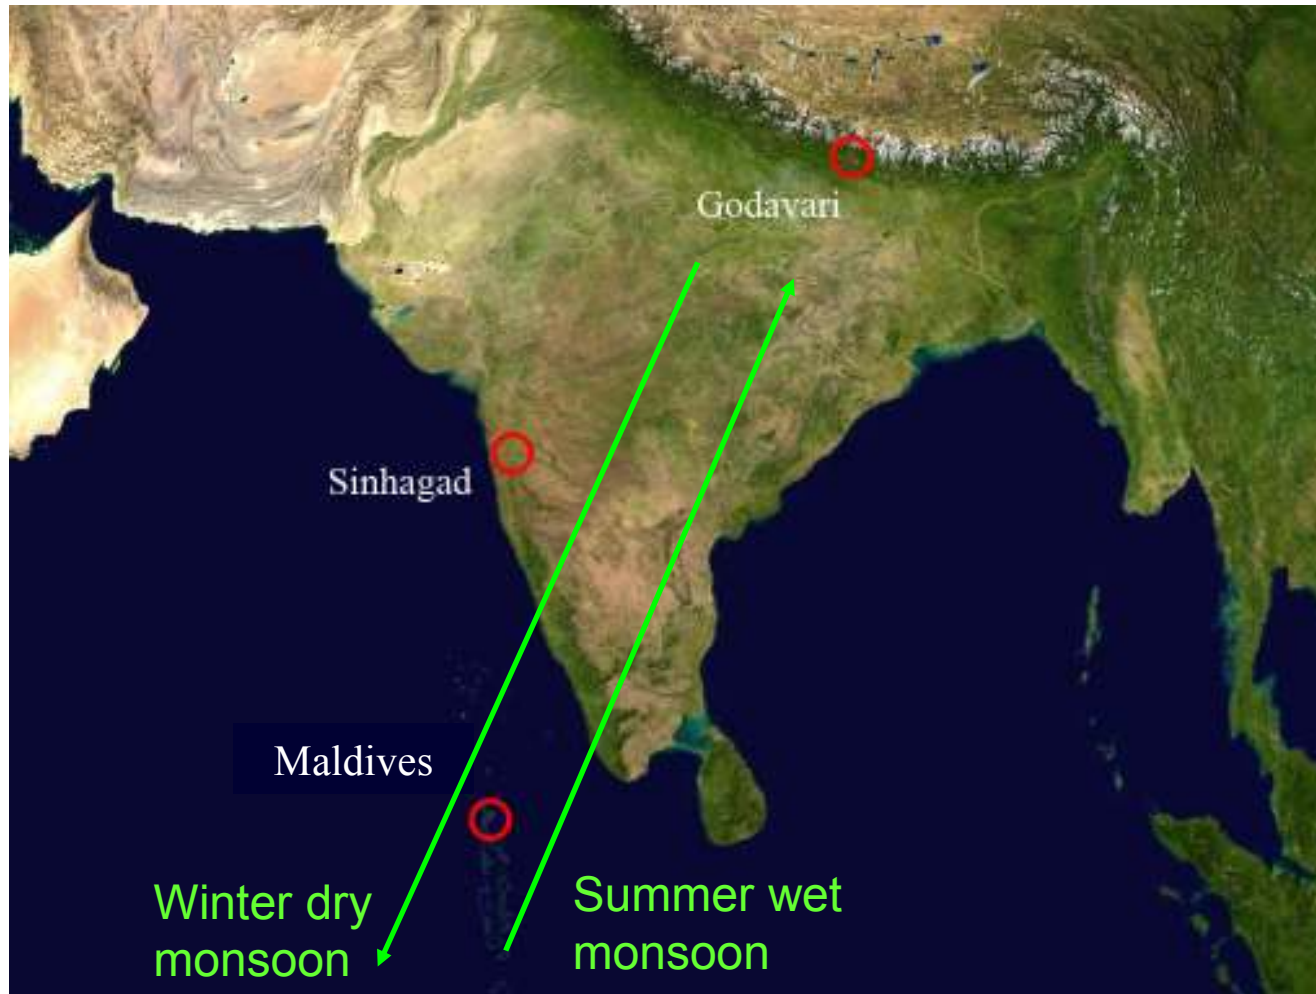 Godavari
Sinhagad
Maldives
Winter dry
monsoon
Summer wet
monsoon